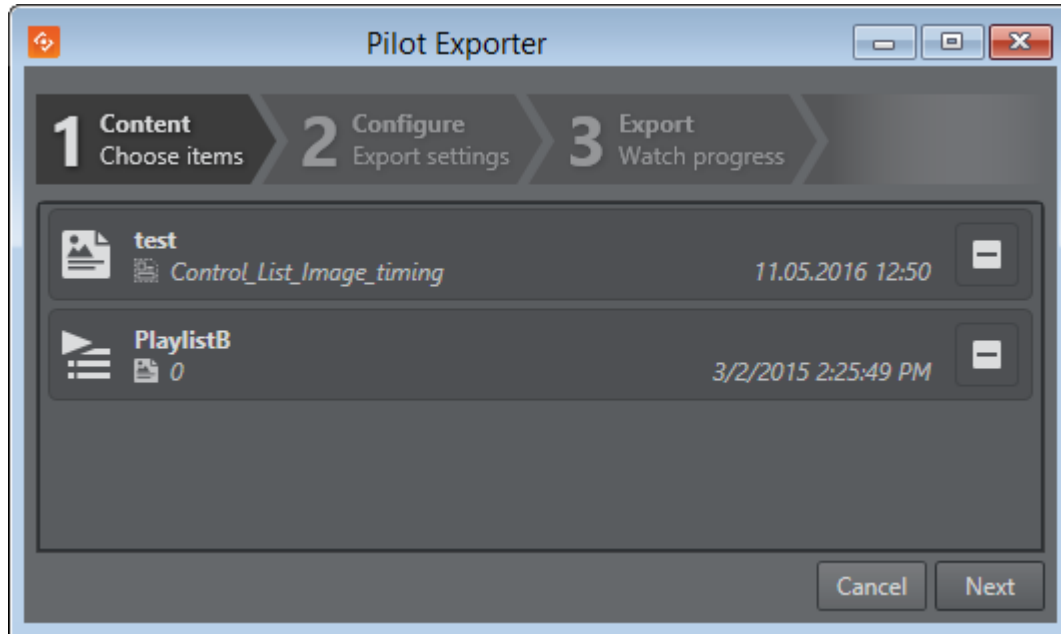 Pilot Exporter
1 Content
Choose items
2 Configure
Export settings
3 Export
Watch progress
test
Control_List_Image_timing 11.05.2016 12:50
PlaylistB
0 3/2/2015 2:25:49 PM
Cancel Next